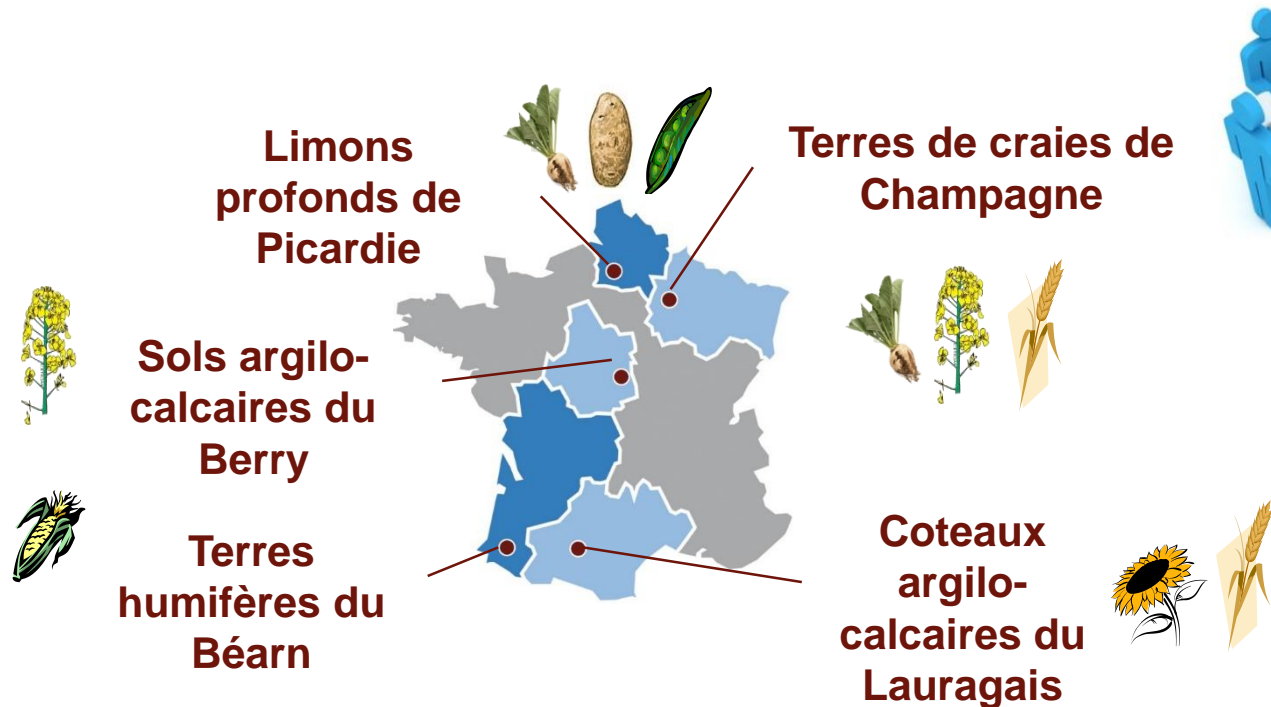 Limons
profonds de
Picardie
Terres de craies de
Champagne
Sols argilo-
calcaires du
Berry
Terres
humifères du
Béarn
Coteaux
argilo-
calcaires du
Lauragais